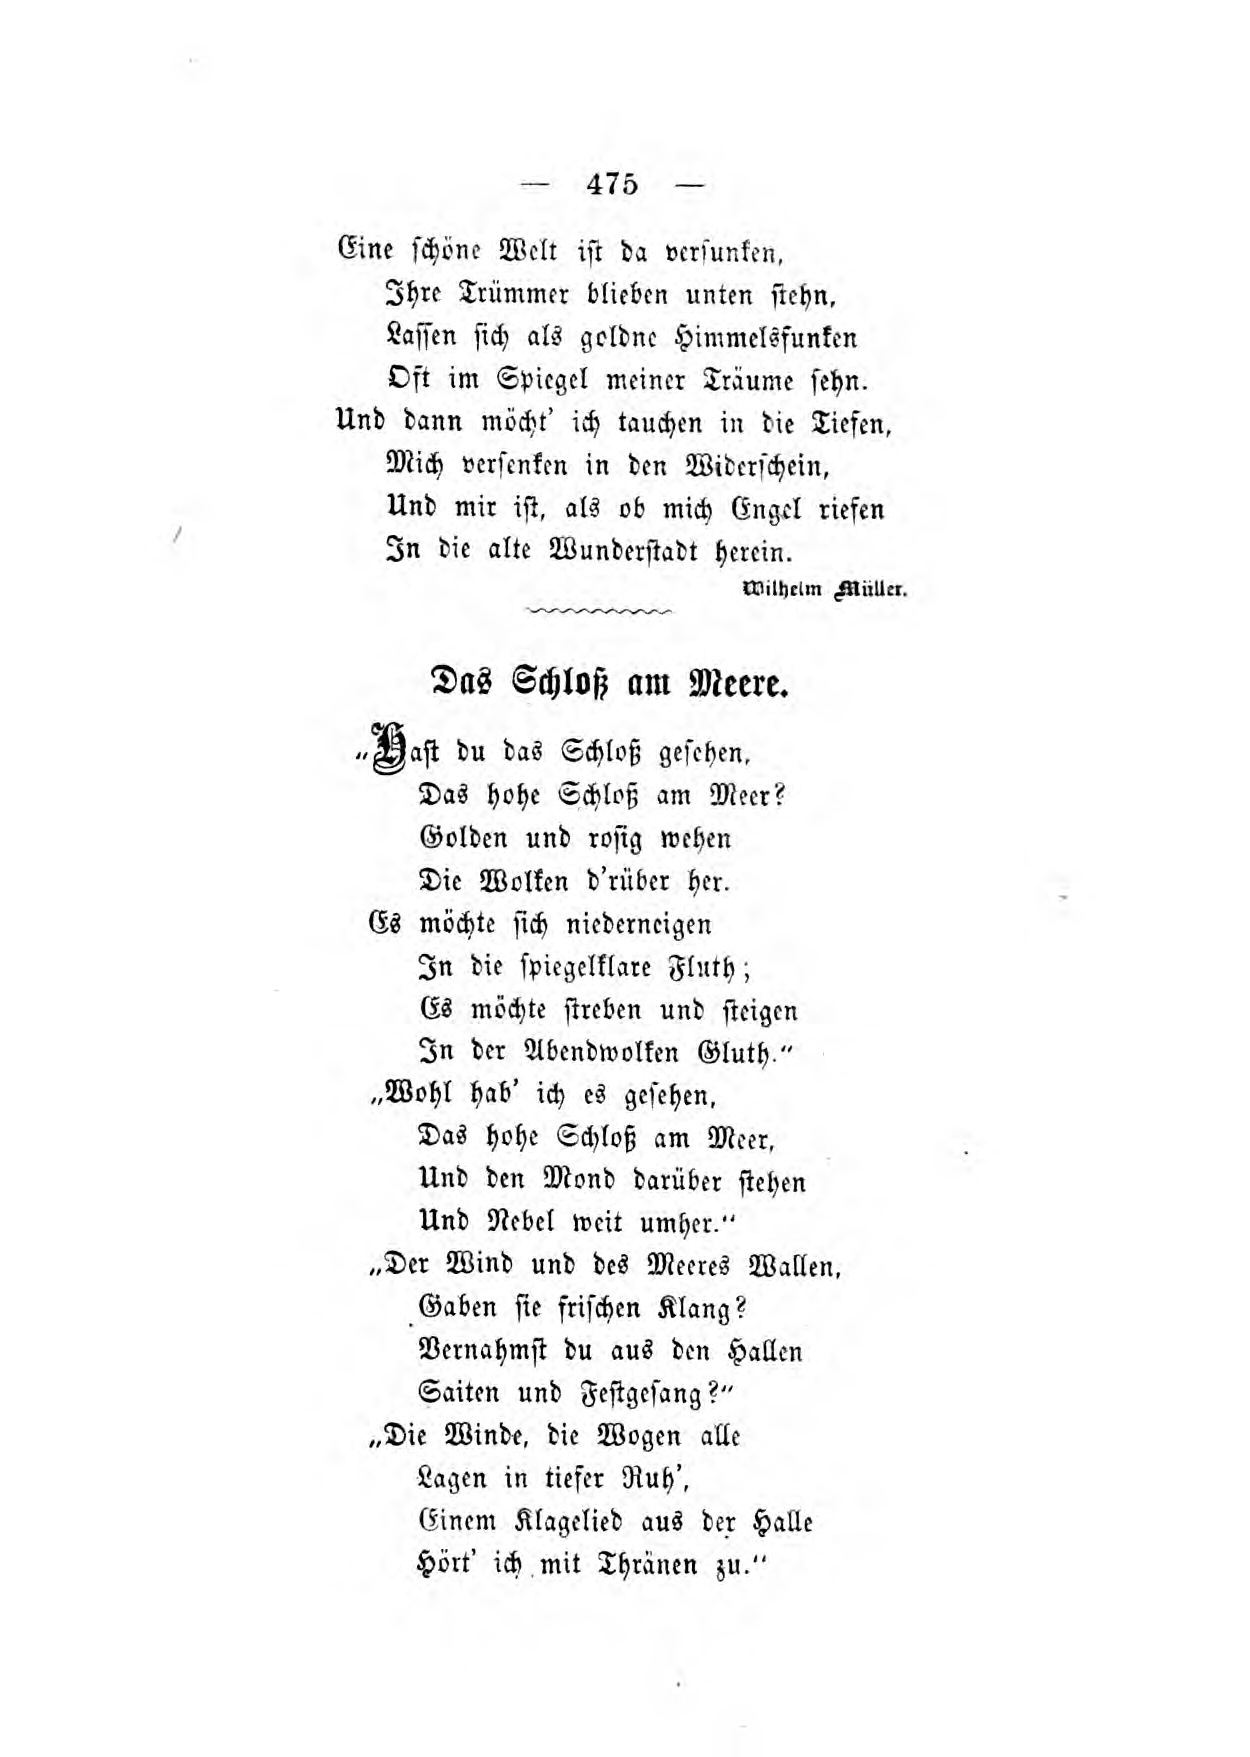 — 475 —
Eine schöne Welt ist da versunken,
Ihre Trümmer blieben unten stehn,
Lassen sich als goldne Himmelsfunken
Oft im Spiegel meiner Träume sehn.
Und dann möcht' ich tauchen in die Tiefen,
Mich versenken in den Widerschein,
Und mir ist, als ob mich Engel riefen
In die alte Wunderstadt herein.
Wilhelm Müller.
Das Schloß am Meere.
„Hast du das Schloß gesehen,
Das hohe Schloß am Meer?
Golden und rosig wehen
Die Wolken d'rüber her.
Es möchte sich niederneigen
In die spiegelklare Fluth;
Es möchte streben und steigen
In der Abendwolken Gluth.“
„Wohl hab' ich es gesehen,
Das hohe Schloß am Meer,
Und den Mond darüber stehen
Und Nebel weit umher.“
„Der Wind und des Meeres Wallen,
Gaben sie frischen Klang?
Vernahmst du aus den Hallen
Saiten und Festgesang?“
„Die Winde, die Wogen alle
Lagen in tiefer Ruh',
Einem Klagelied aus der Halle
Hört' ich mit Thränen zu.“